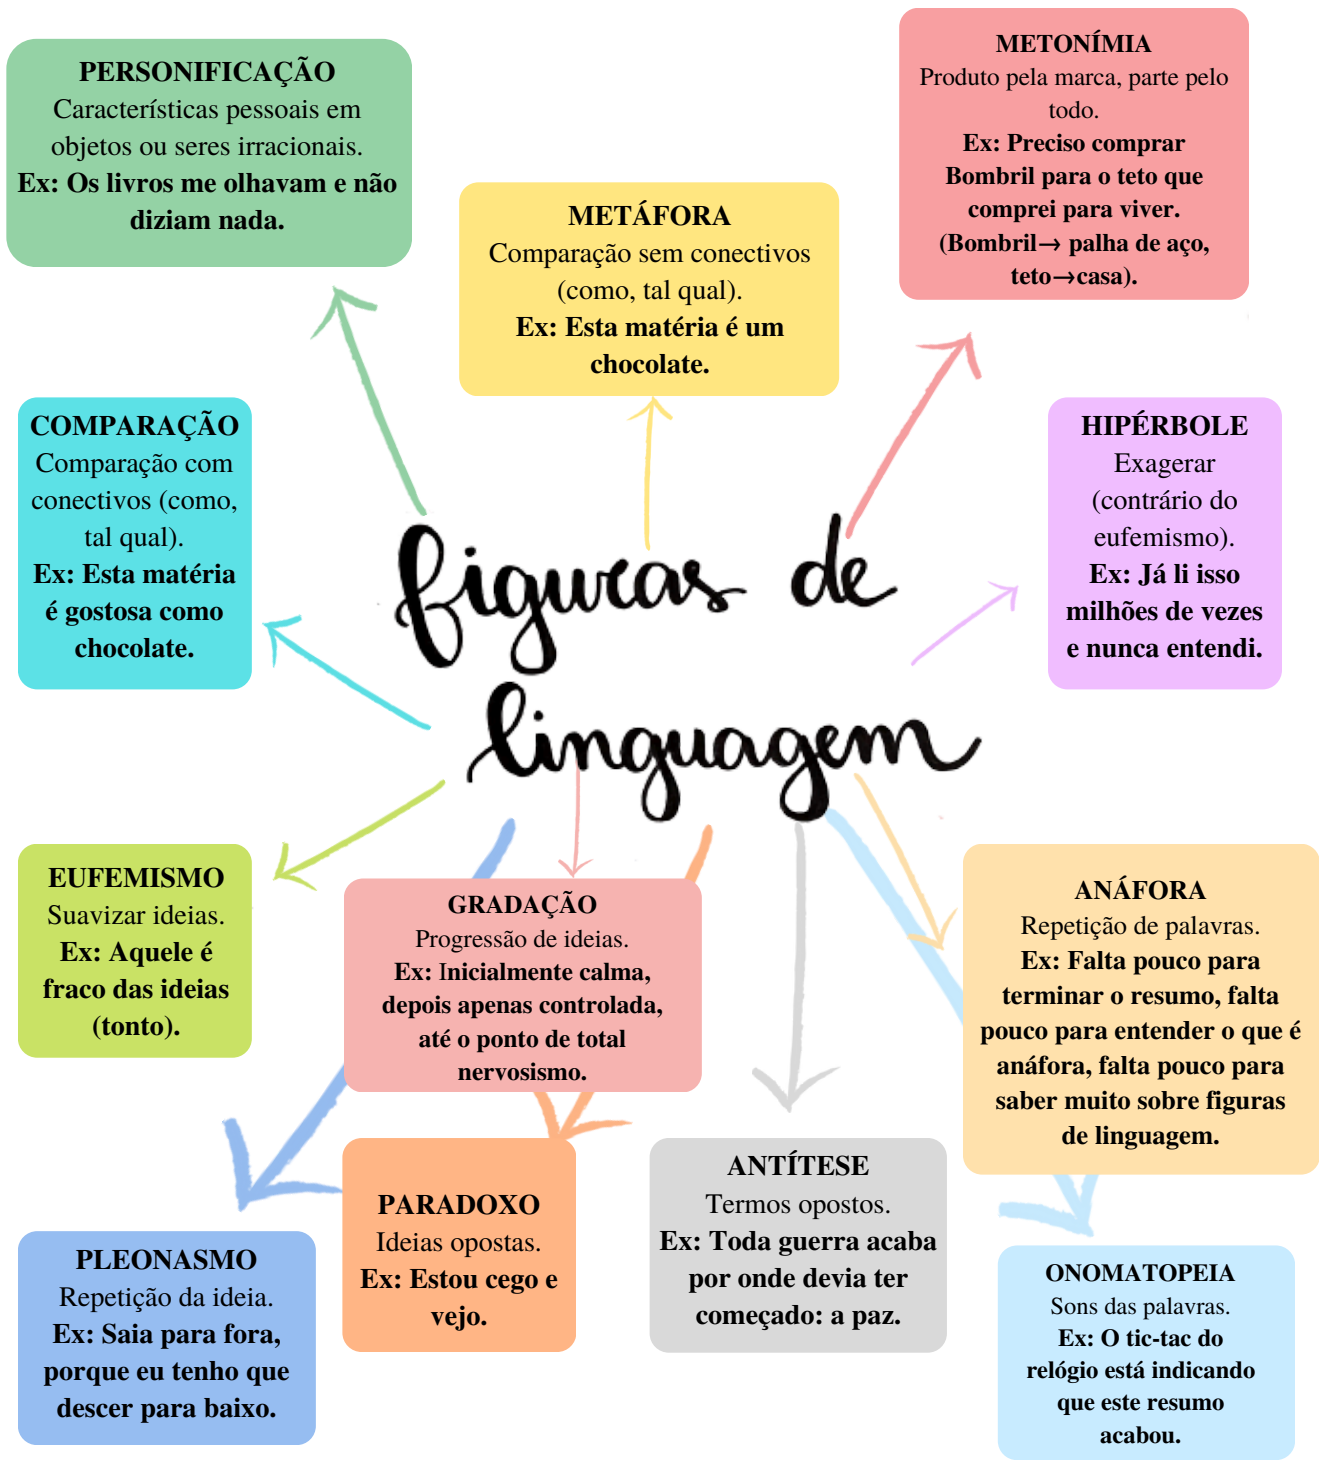 PERSONIFICAÇÃO
Características pessoais em
objetos ou seres irracionais.
Ex: Os livros me olhavam e não
diziam nada.
METÁFORA
Comparação sem conectivos
(como, tal qual).
Ex: Esta matéria é um
chocolate.
METONÍMIA
Produto pela marca, parte pelo
todo.
Ex: Preciso comprar
Bombril para o teto que
comprei para viver.
(Bombril→ palha de aço,
teto→casa).
COMPARAÇÃO
Comparação com
conectivos (como,
tal qual).
Ex: Esta matéria
é gostosa como
chocolate.
figuras de
linguagem
HIPÉRBOLE
Exagerar
(contrário do
eufemismo).
Ex: Já li isso
milhões de vezes
e nunca entendi.
EUFEMISMO
Suavizar ideias.
Ex: Aquele é
fraco das ideias
(tonto).
GRADAÇÃO
Progressão de ideias.
Ex: Inicialmente calma,
depois apenas controlada,
até o ponto de total
nervosismo.
ANÁFORA
Repetição de palavras.
Ex: Falta pouco para
terminar o resumo, falta
pouco para entender o que é
anáfora, falta pouco para
saber muito sobre figuras
de linguagem.
PLEONASMO
Repetição da ideia.
Ex: Saia para fora,
porque eu tenho que
descer para baixo.
PARADOXO
Ideias opostas.
Ex: Estou cego e
vejo.
ANTÍTESE
Termos opostos.
Ex: Toda guerra acaba
por onde devia ter
começado: a paz.
ONOMATOPEIA
Sons das palavras.
Ex: O tic-tac do
relógio está indicando
que este resumo
acabou.